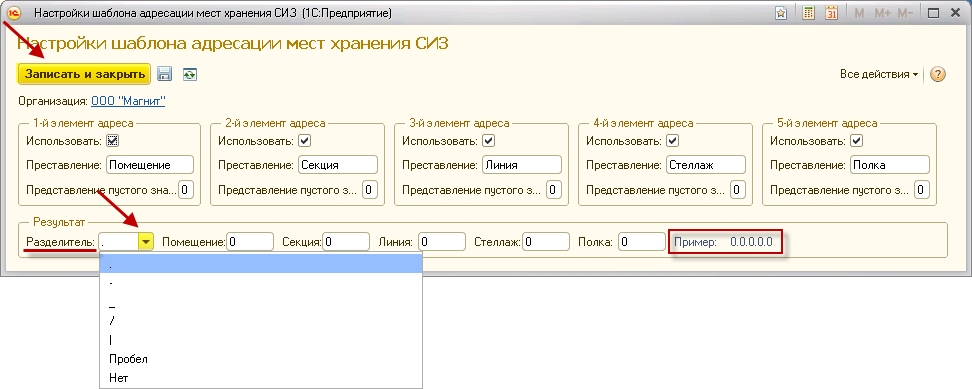 Настройки шаблона адресации мест хранения СИЗ (1С:Предприятие)
M M+ M-
Настройки шаблона адресации мест хранения СИЗ
Записать и закрыть
Все действия
?
Организация: ООО "Магнит"
1-й элемент адреса 2-й элемент адреса 3-й элемент адреса 4-й элемент адреса 5-й элемент адреса
Использовать: Использовать: Использовать: Использовать: Использовать:
Преставление: Помещение Преставление: Секция Преставление: Линия Преставление: Стеллаж Преставление: Полка
Представление пустого зна... 0 Представление пустого з... 0 Представление пустого з... 0 Представление пустого з... 0 Представление пустого з... 0
Результат
Разделитель: . Помещение: 0 Секция: 0 Линия: 0 Стеллаж: 0 Полка: 0 Пример: 0.0.0.0.0
.
-
_
/
|
Пробел
Нет